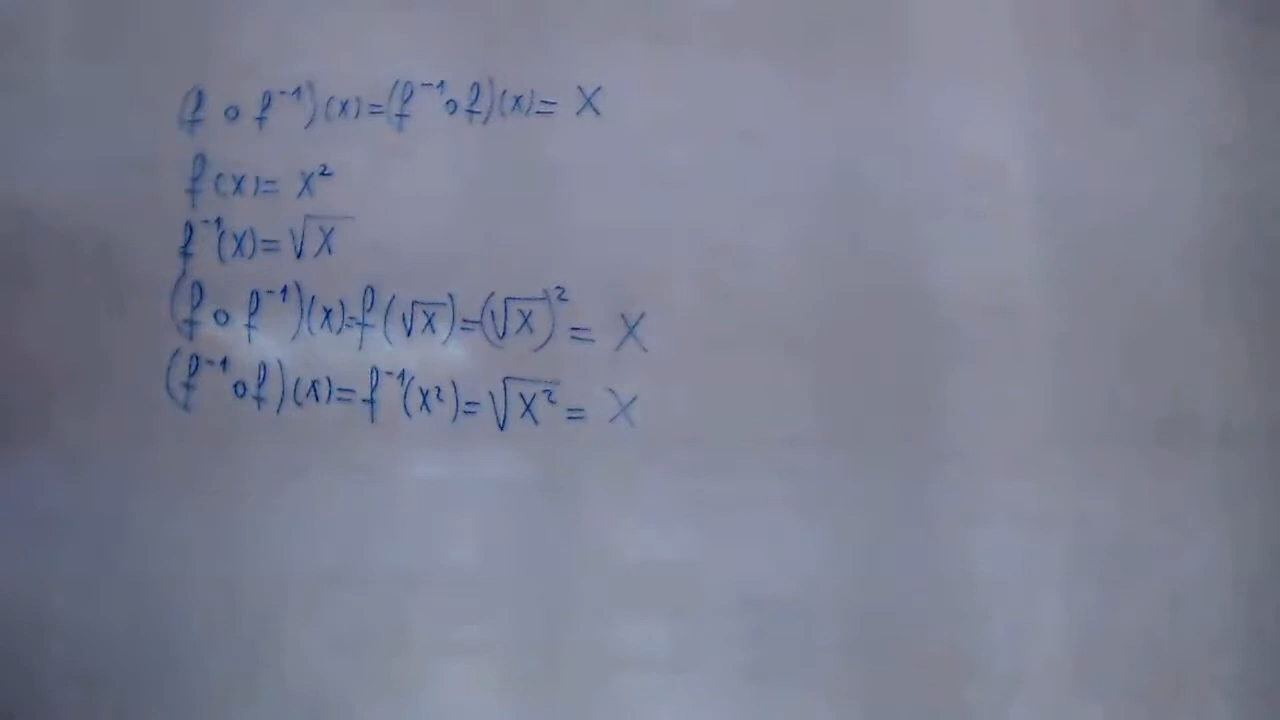 (f ∘ f⁻¹)(x)=(f⁻¹∘f)(x)= X
f(x)= x²
f⁻¹(x)=√x
(f ∘ f⁻¹)(x)=f(√x)=(√x)²= X
(f⁻¹∘f)(x)=f⁻¹(x²)=√x²= X